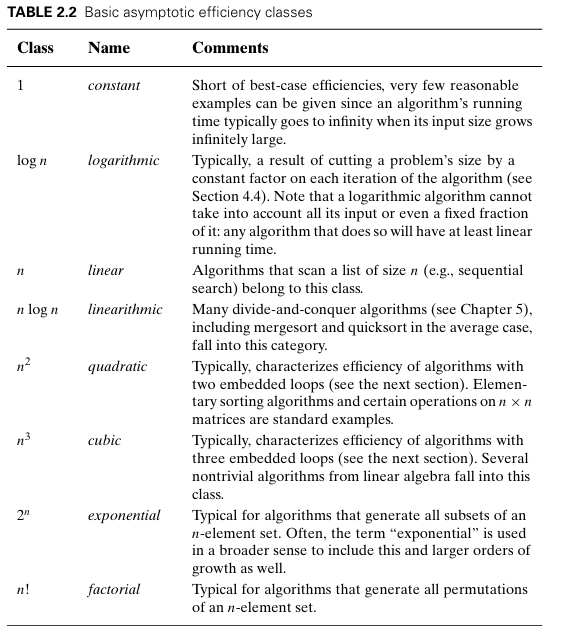 TABLE 2.2 Basic asymptotic efficiency classes
Class Name Comments
1 constant Short of best-case efficiencies, very few reasonable
examples can be given since an algorithm's running
time typically goes to infinity when its input size grows
infinitely large.
log n logarithmic Typically, a result of cutting a problem's size by a
constant factor on each iteration of the algorithm (see
Section 4.4). Note that a logarithmic algorithm cannot
take into account all its input or even a fixed fraction
of it: any algorithm that does so will have at least linear
running time.
n linear Algorithms that scan a list of size n (e.g., sequential
search) belong to this class.
n log n linearithmic Many divide-and-conquer algorithms (see Chapter 5),
including mergesort and quicksort in the average case,
fall into this category.
n² quadratic Typically, characterizes efficiency of algorithms with
two embedded loops (see the next section). Elemen-
tary sorting algorithms and certain operations on n × n
matrices are standard examples.
n³ cubic Typically, characterizes efficiency of algorithms with
three embedded loops (see the next section). Several
nontrivial algorithms from linear algebra fall into this
class.
2ⁿ exponential Typical for algorithms that generate all subsets of an
n-element set. Often, the term "exponential" is used
in a broader sense to include this and larger orders of
growth as well.
n! factorial Typical for algorithms that generate all permutations
of an n-element set.